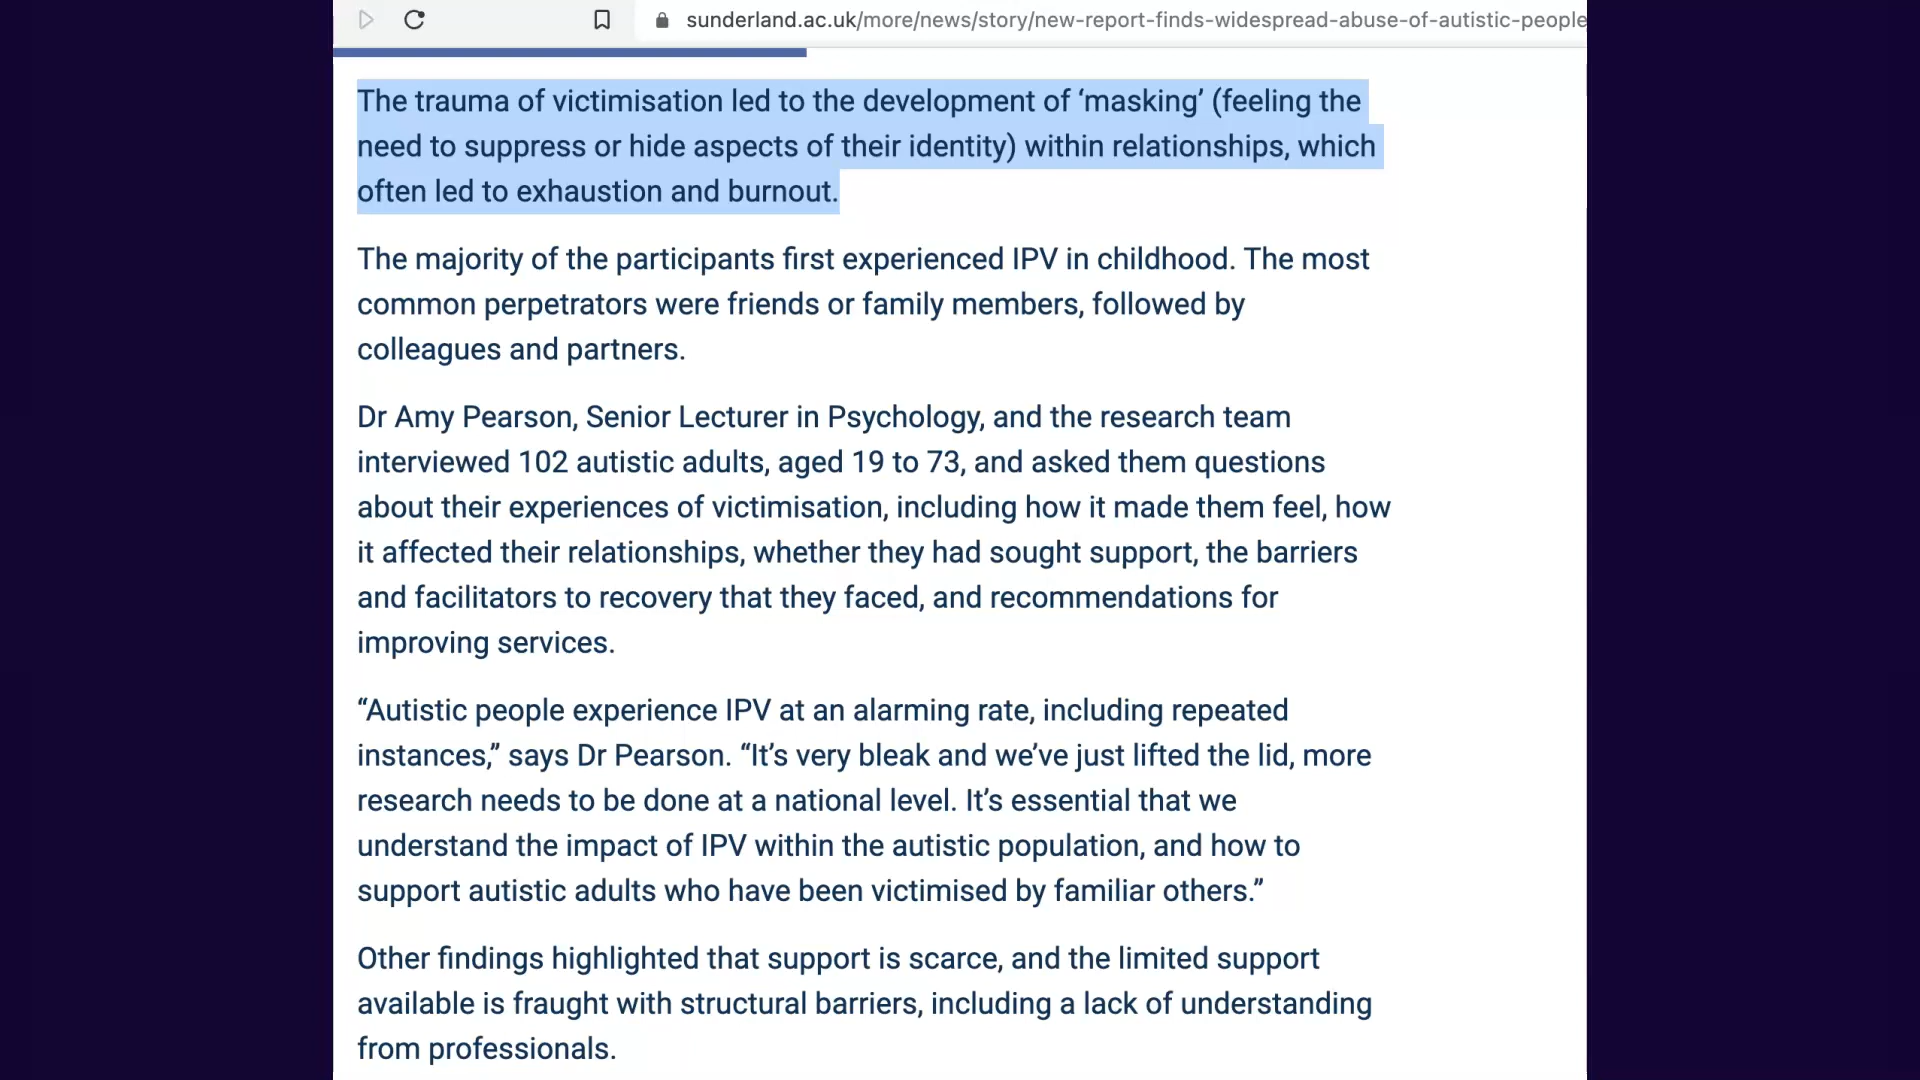 sunderland.ac.uk/more/news/story/new-report-finds-widespread-abuse-of-autistic-people
The trauma of victimisation led to the development of ‘masking’ (feeling the
need to suppress or hide aspects of their identity) within relationships, which
often led to exhaustion and burnout.
The majority of the participants first experienced IPV in childhood. The most
common perpetrators were friends or family members, followed by
colleagues and partners.
Dr Amy Pearson, Senior Lecturer in Psychology, and the research team
interviewed 102 autistic adults, aged 19 to 73, and asked them questions
about their experiences of victimisation, including how it made them feel, how
it affected their relationships, whether they had sought support, the barriers
and facilitators to recovery that they faced, and recommendations for
improving services.
“Autistic people experience IPV at an alarming rate, including repeated
instances,” says Dr Pearson. “It’s very bleak and we’ve just lifted the lid, more
research needs to be done at a national level. It’s essential that we
understand the impact of IPV within the autistic population, and how to
support autistic adults who have been victimised by familiar others.”
Other findings highlighted that support is scarce, and the limited support
available is fraught with structural barriers, including a lack of understanding
from professionals.